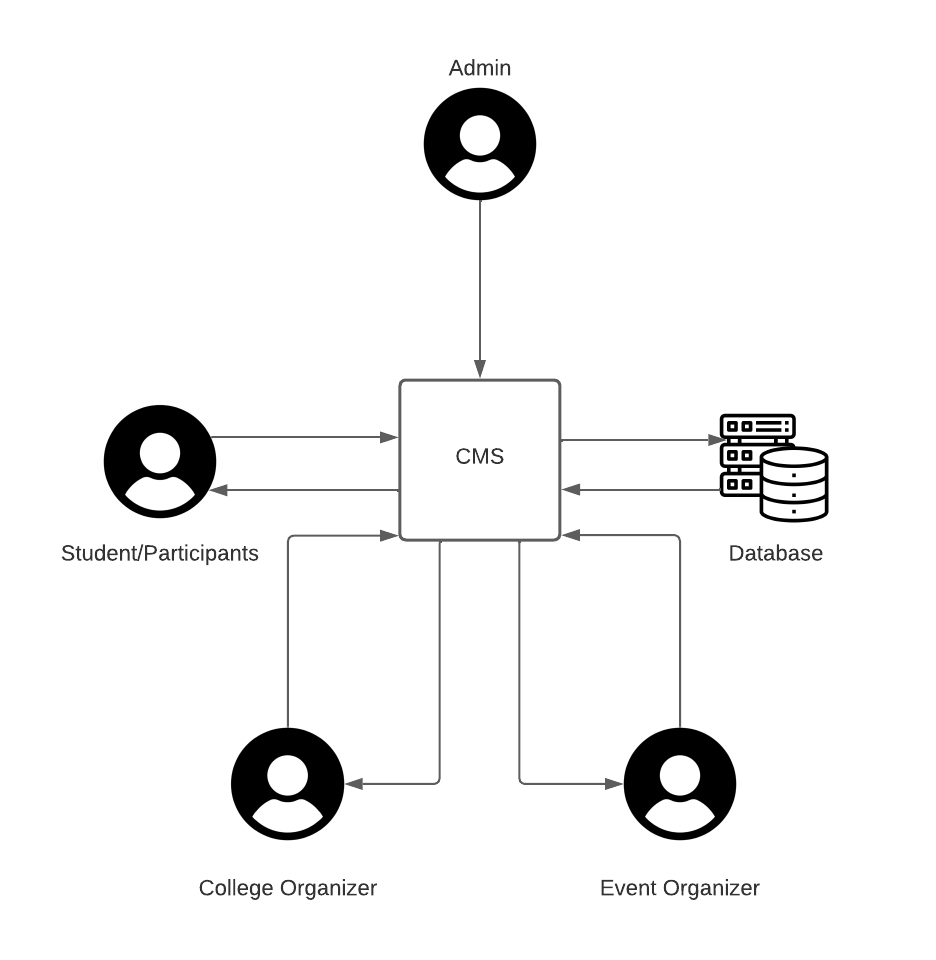 Admin
CMS
Student/Participants
Database
College Organizer
Event Organizer